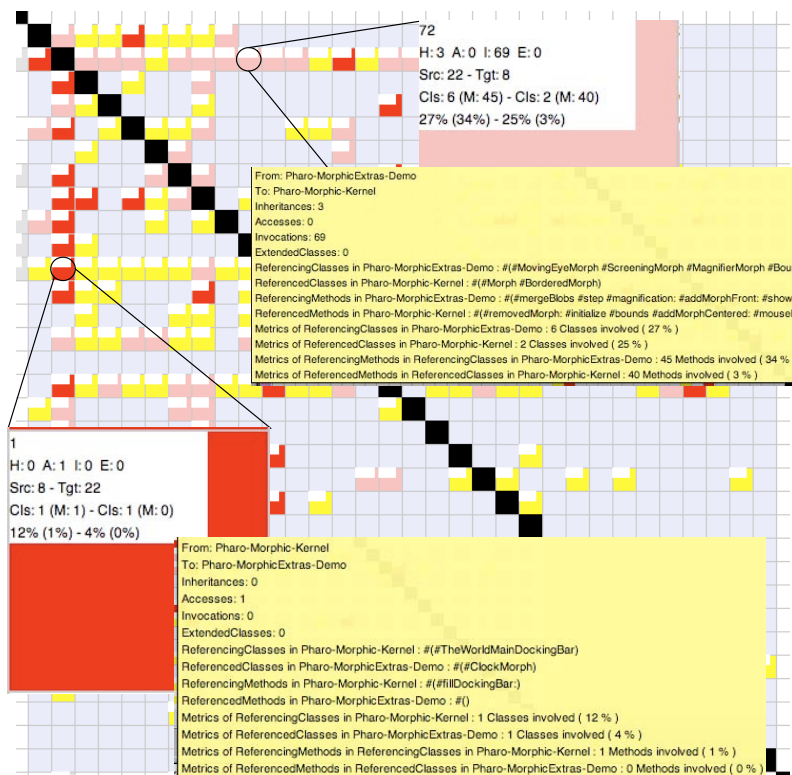 72
H: 3 A: 0 I: 69 E: 0
Src: 22 - Tgt: 8
Cls: 6 (M: 45) - Cls: 2 (M: 40)
27% (34%) - 25% (3%)
From: Pharo-MorphicExtras-Demo
To: Pharo-Morphic-Kernel
Inheritances: 3
Accesses: 0
Invocations: 69
ExtendedClasses: 0
ReferencingClasses in Pharo-MorphicExtras-Demo : #(#MovingEyeMorph #ScreeningMorph #MagnifierMorph #Bou
ReferencedClasses in Pharo-Morphic-Kernel : #(#Morph #BorderedMorph)
ReferencingMethods in Pharo-MorphicExtras-Demo : #(#mergeBlobs #step #magnification: #addMorphFront: #show
ReferencedMethods in Pharo-Morphic-Kernel : #(#removedMorph: #initialize #bounds #addMorphCentered: #mouse
Metrics of ReferencingClasses in Pharo-MorphicExtras-Demo : 6 Classes involved ( 27 % )
Metrics of ReferencedClasses in Pharo-Morphic-Kernel : 2 Classes involved ( 25 % )
Metrics of ReferencingMethods in ReferencingClasses in Pharo-MorphicExtras-Demo : 45 Methods involved ( 34 %
Metrics of ReferencedMethods in ReferencedClasses in Pharo-Morphic-Kernel : 40 Methods involved ( 3 % )
1
H: 0 A: 1 I: 0 E: 0
Src: 8 - Tgt: 22
Cls: 1 (M: 1) - Cls: 1 (M: 0)
12% (1%) - 4% (0%)
From: Pharo-Morphic-Kernel
To: Pharo-MorphicExtras-Demo
Inheritances: 0
Accesses: 1
Invocations: 0
ExtendedClasses: 0
ReferencingClasses in Pharo-Morphic-Kernel : #(#TheWorldMainDockingBar)
ReferencedClasses in Pharo-MorphicExtras-Demo : #(#ClockMorph)
ReferencingMethods in Pharo-Morphic-Kernel : #(#fillDockingBar:)
ReferencedMethods in Pharo-MorphicExtras-Demo : #()
Metrics of ReferencingClasses in Pharo-Morphic-Kernel : 1 Classes involved ( 12 % )
Metrics of ReferencedClasses in Pharo-MorphicExtras-Demo : 1 Classes involved ( 4 % )
Metrics of ReferencingMethods in ReferencingClasses in Pharo-Morphic-Kernel : 1 Methods involved ( 1 % )
Metrics of ReferencedMethods in ReferencedClasses in Pharo-MorphicExtras-Demo : 0 Methods involved ( 0 % )